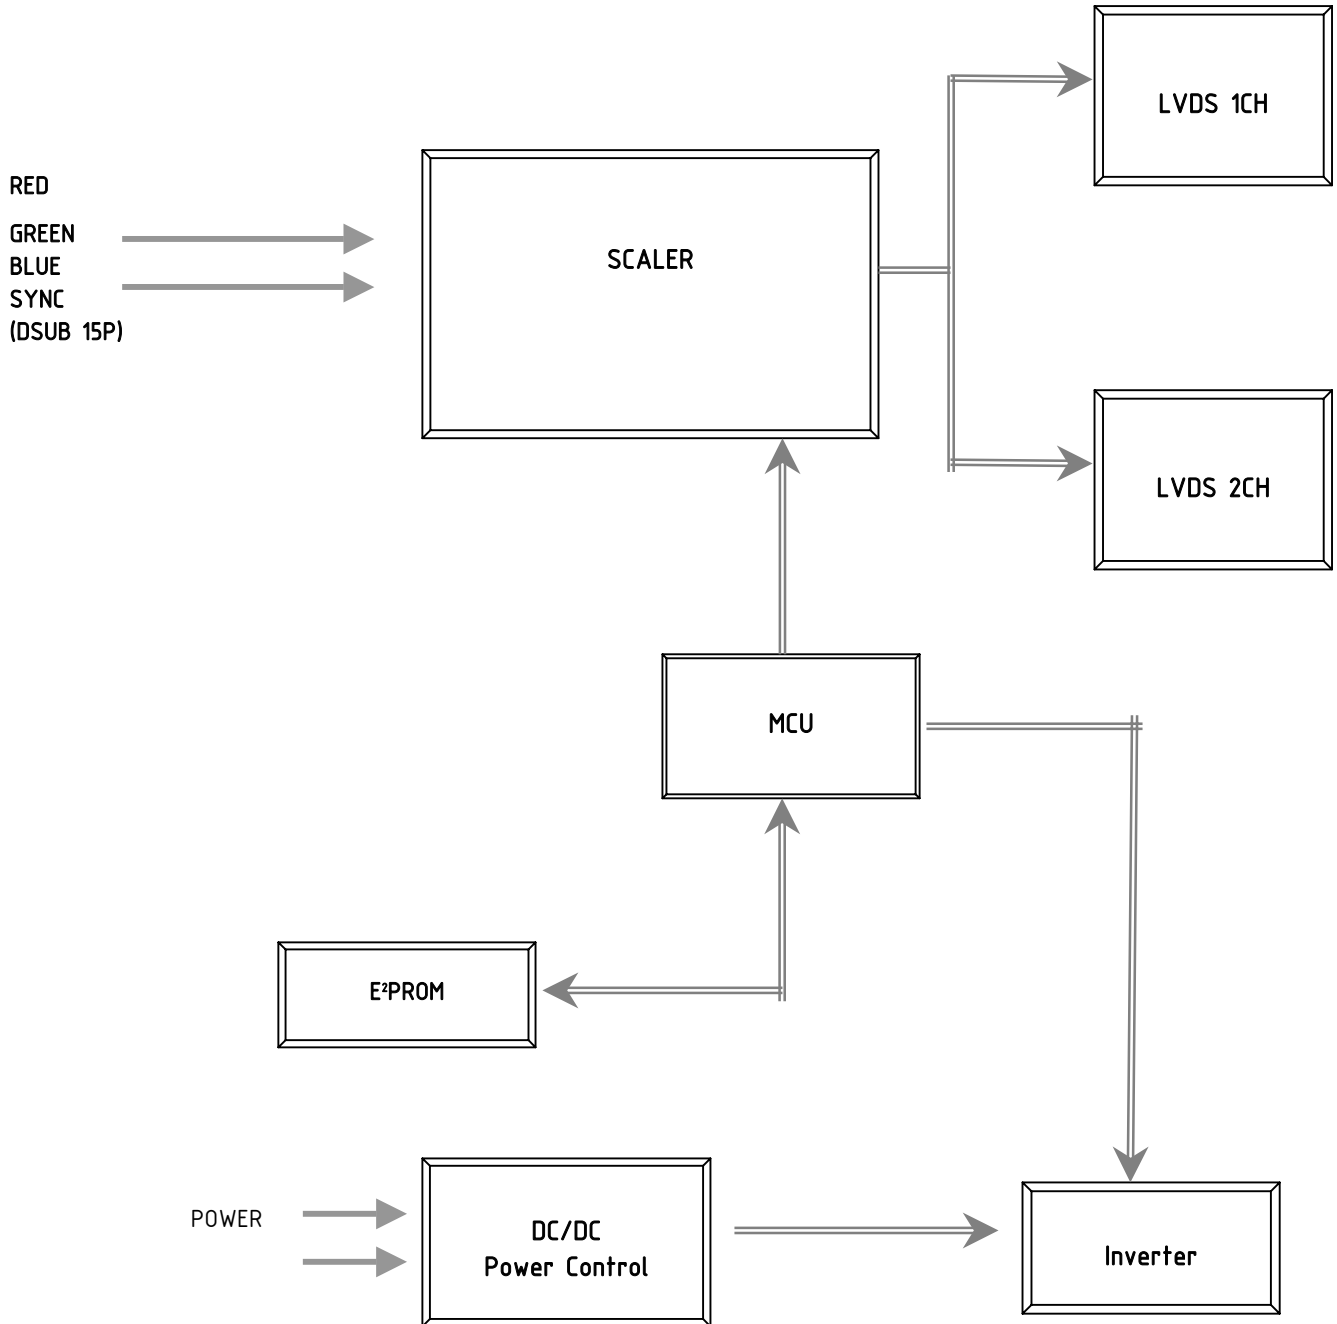 LVDS 1CH
RED
GREEN
BLUE
SYNC
(DSUB 15P)
SCALER
LVDS 2CH
MCU
E²PROM
POWER
DC/DC
Power Control
Inverter